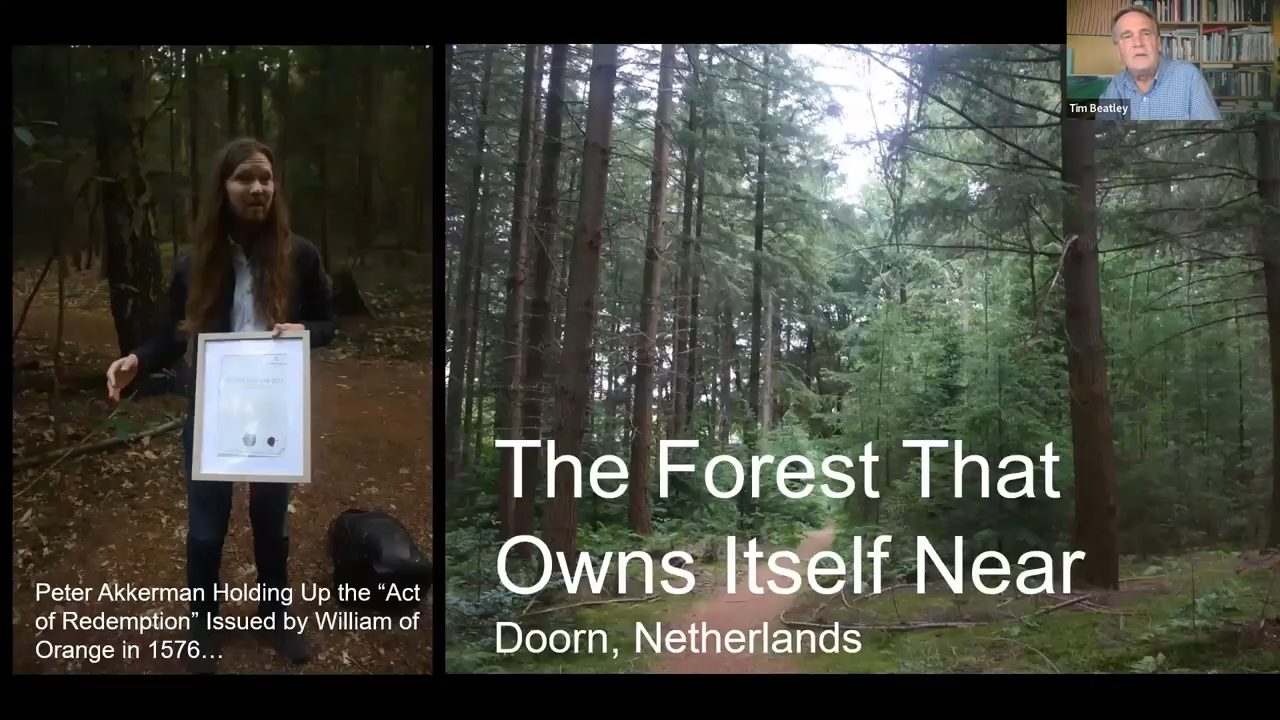 Tim Beatley
The Forest That
Owns Itself Near
Doorn, Netherlands
Peter Akkerman Holding Up the “Act
of Redemption” Issued by William of
Orange in 1576…